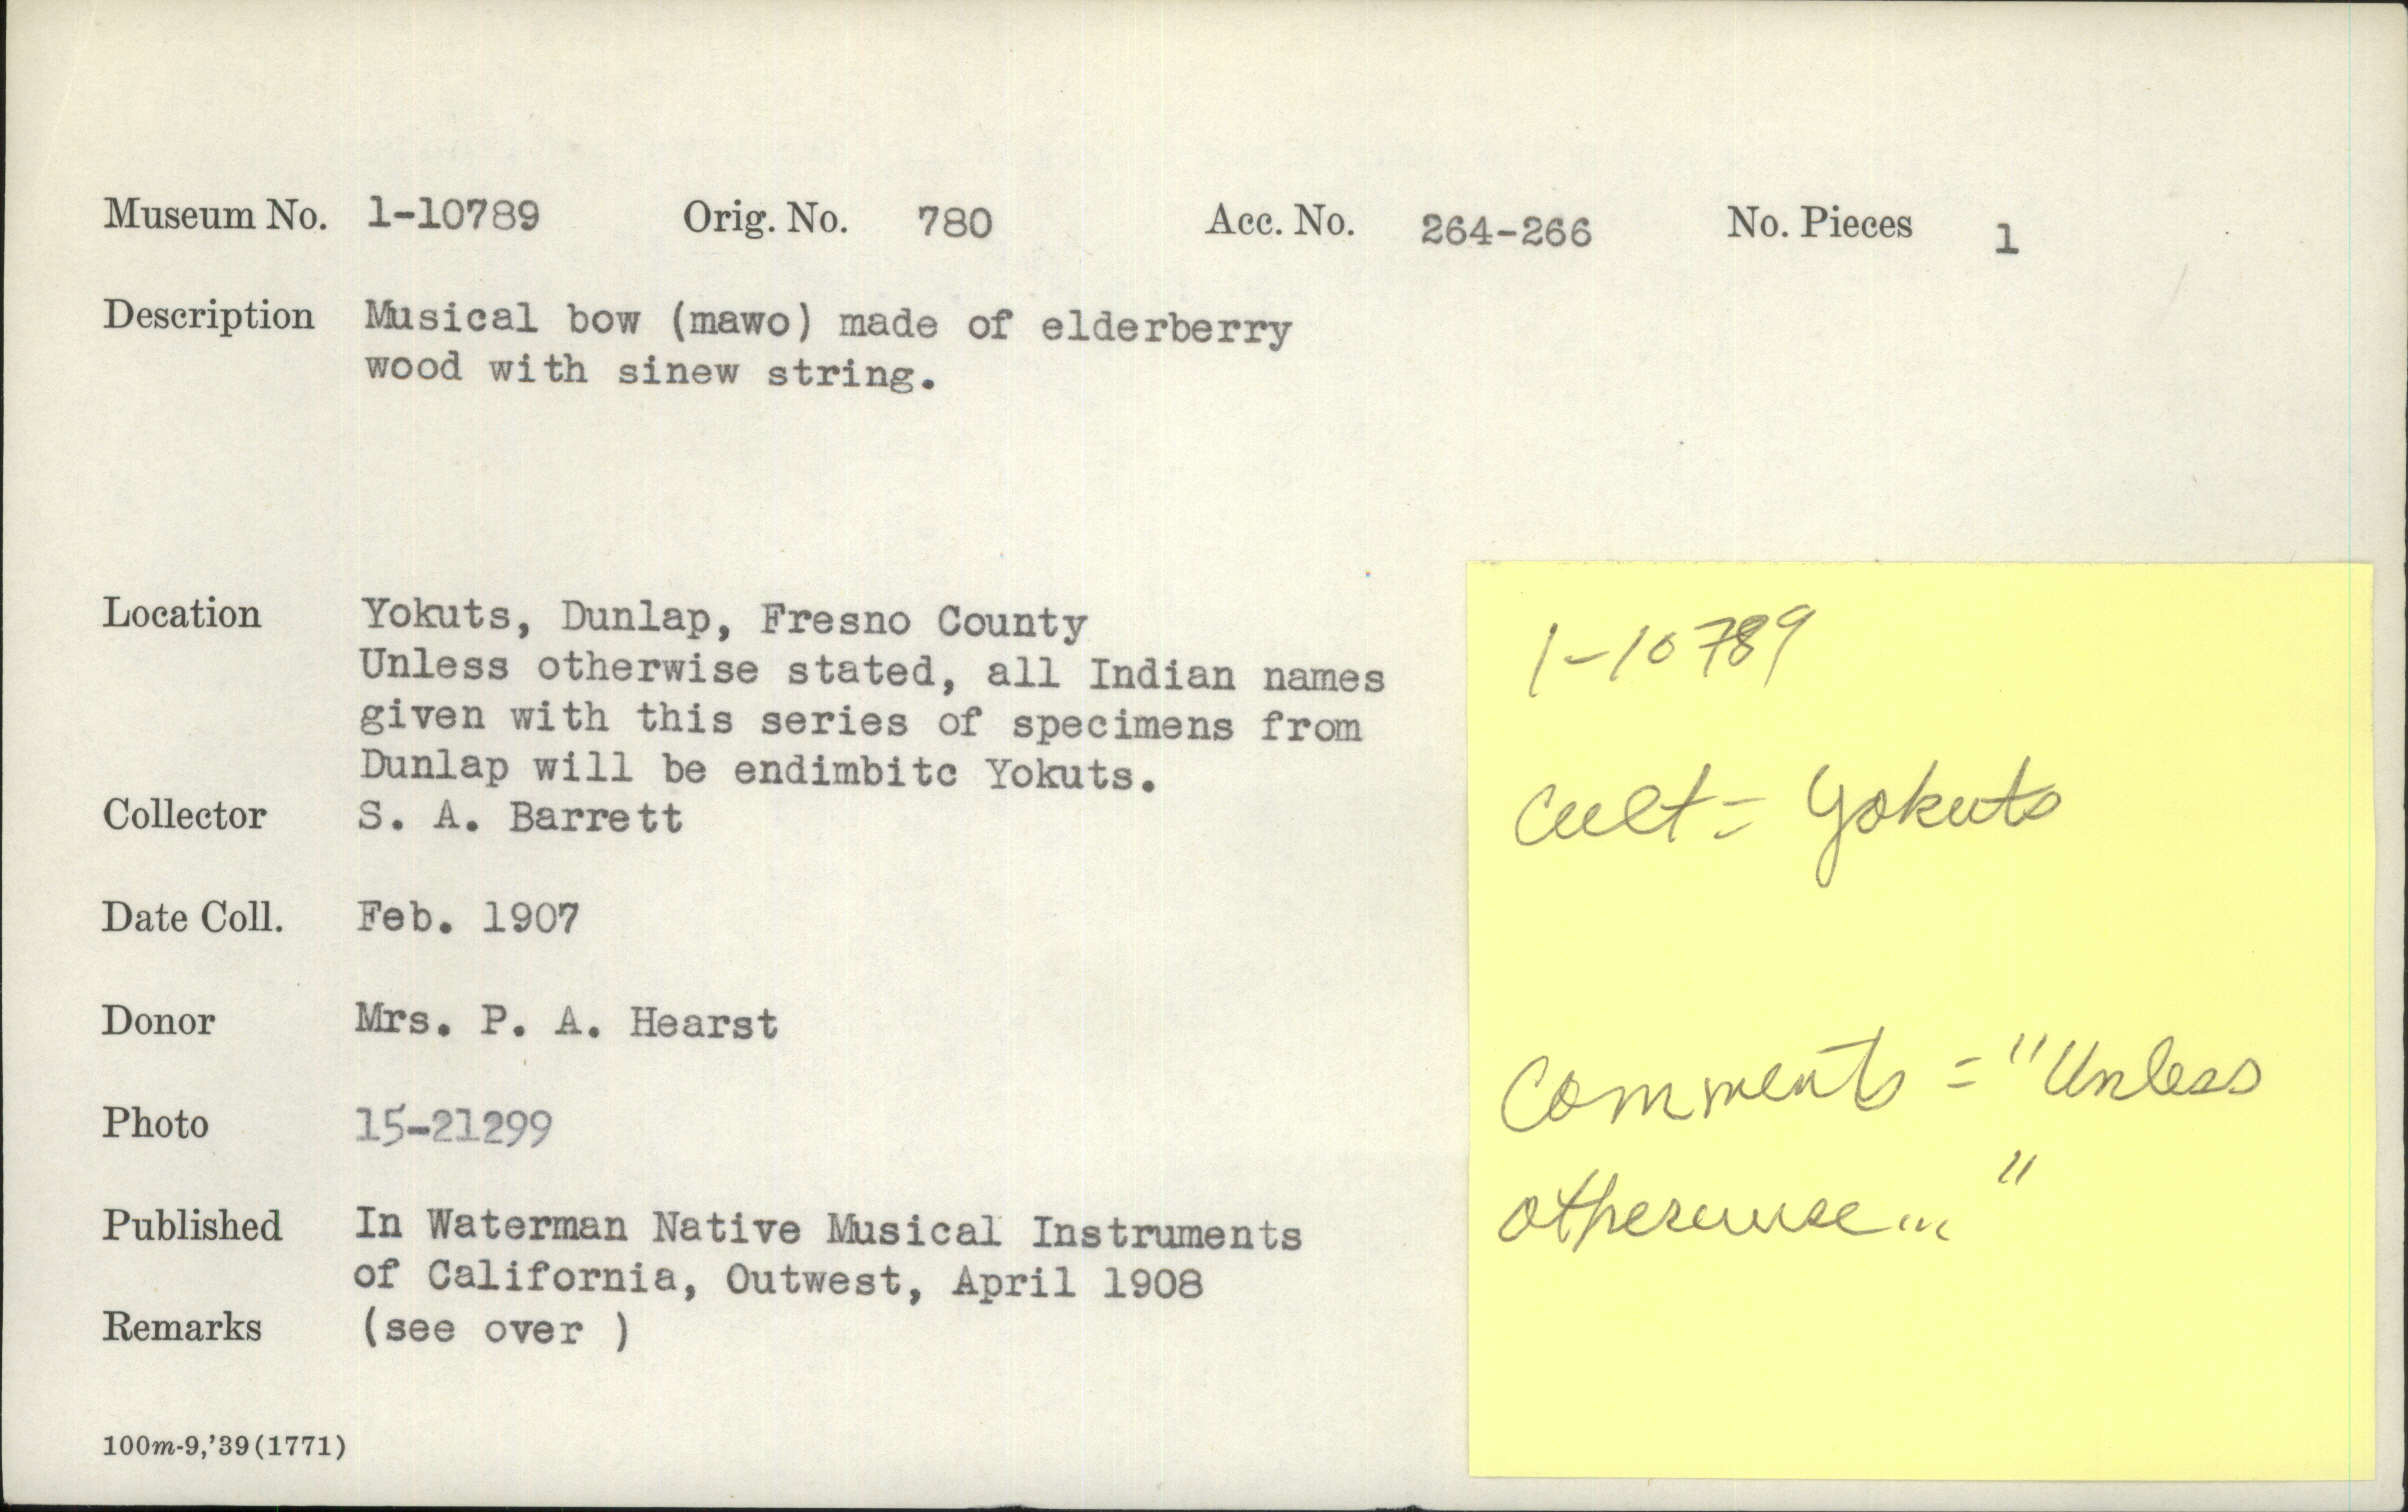 Museum No. 1-10789 Orig. No. 780 Acc. No. 264-266 No. Pieces 1
Description Musical bow (mawo) made of elderberry
wood with sinew string.
Location Yokuts, Dunlap, Fresno County
Unless otherwise stated, all Indian names
given with this series of specimens from
Dunlap will be endimbitc Yokuts.
Collector S. A. Barrett
Date Coll. Feb. 1907
Donor Mrs. P. A. Hearst
Photo 15-21299
Published In Waterman Native Musical Instruments
of California, Outwest, April 1908
Remarks (see over )
100m-9,'39(1771)
1-10789
Cult = Yokuts
Comments = "Unless
otherwise..."